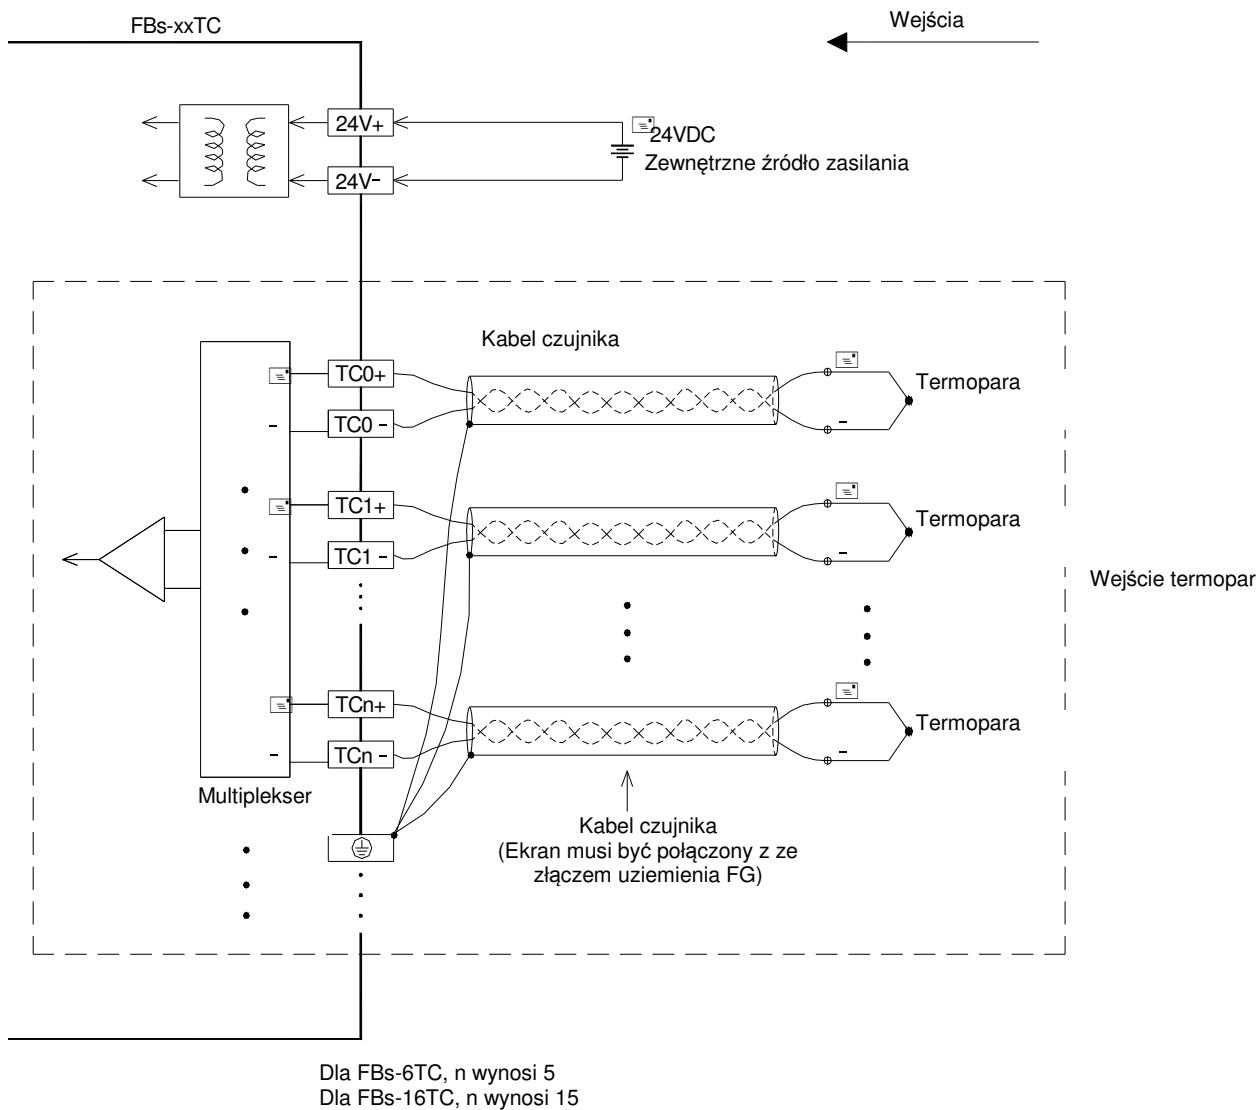 FBs-xxTC
Wejścia
24V+
24VDC
Zewnętrzne źródło zasilania
24V-
Kabel czujnika
TC0+
Termopara
TC0 -
-
-
TC1+
Termopara
TC1 -
-
-
Wejście termopar
TCn+
Termopara
TCn -
-
-
Multiplekser
Kabel czujnika
(Ekran musi być połączony z ze
złączem uziemienia FG)
Dla FBs-6TC, n wynosi 5
Dla FBs-16TC, n wynosi 15